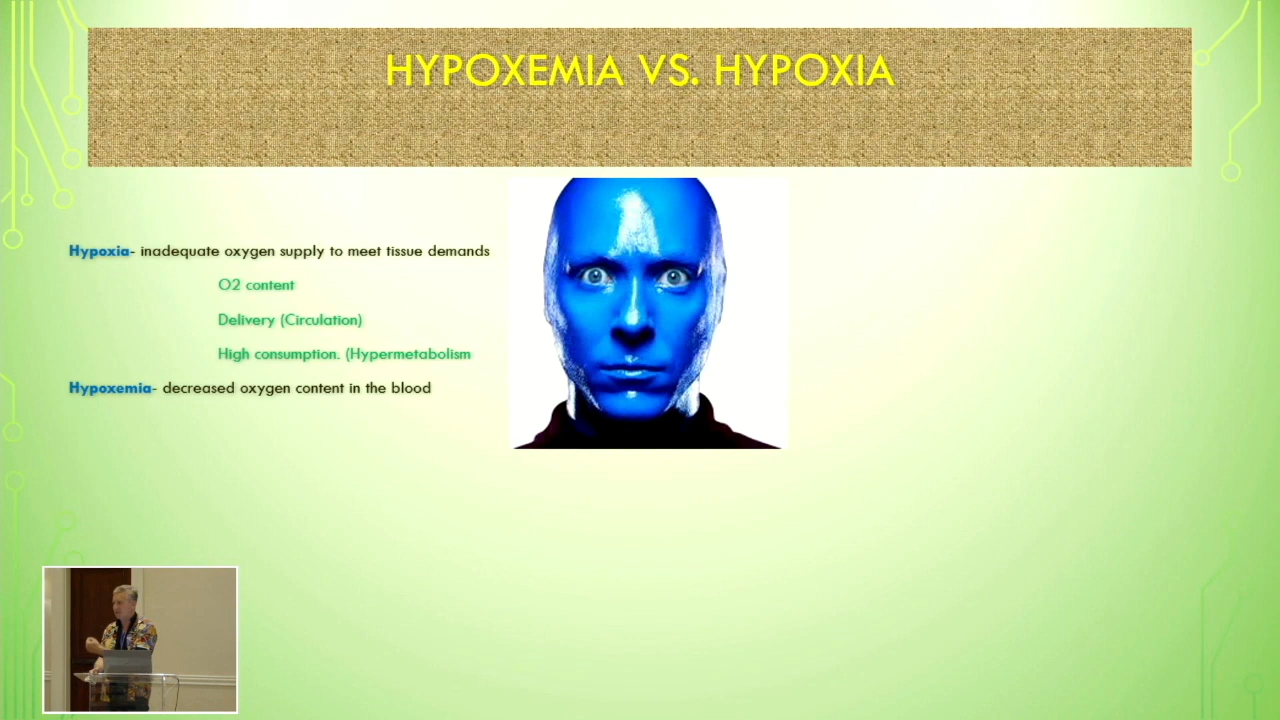 HYPOXEMIA VS. HYPOXIA
Hypoxia- inadequate oxygen supply to meet tissue demands
O2 content
Delivery (Circulation)
High consumption. (Hypermetabolism
Hypoxemia- decreased oxygen content in the blood